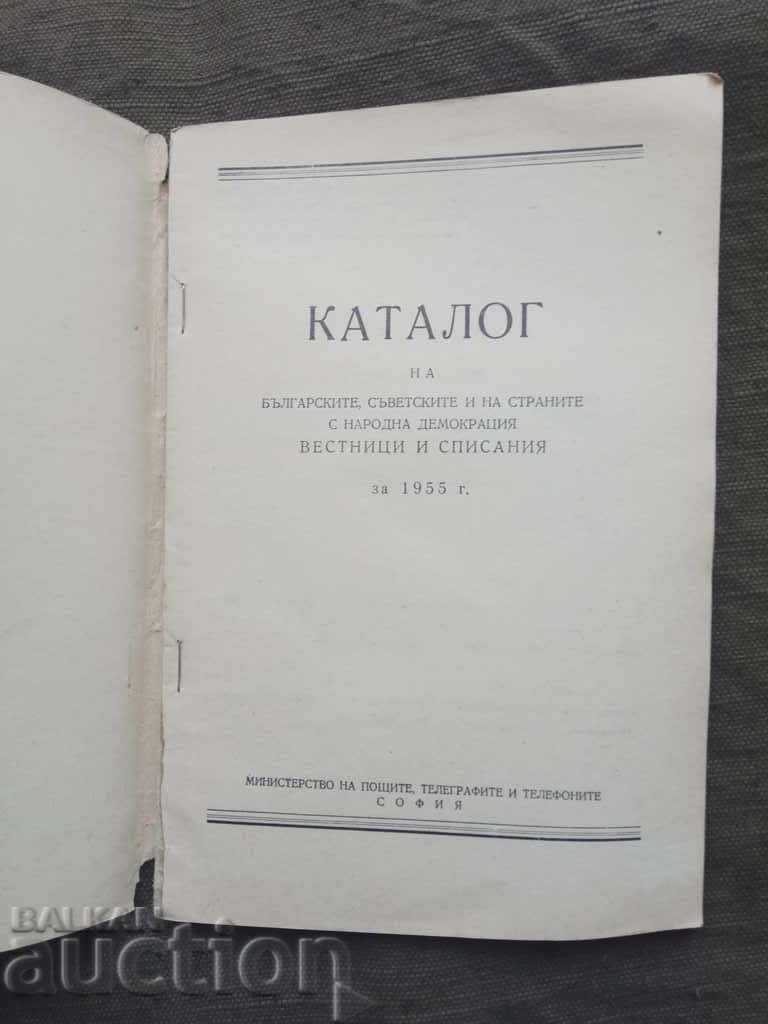 КАТАЛОГ
НА
БЪЛГАРСКИТЕ, СЪВЕТСКИТЕ И НА СТРАНИТЕ
С НАРОДНА ДЕМОКРАЦИЯ
ВЕСТНИЦИ И СПИСАНИЯ
за 1955 г.
МИНИСТЕРСТВО НА ПОЩИТЕ, ТЕЛЕГРАФИТЕ И ТЕЛЕФОНИТЕ
СОФИЯ
BALKAN
auction